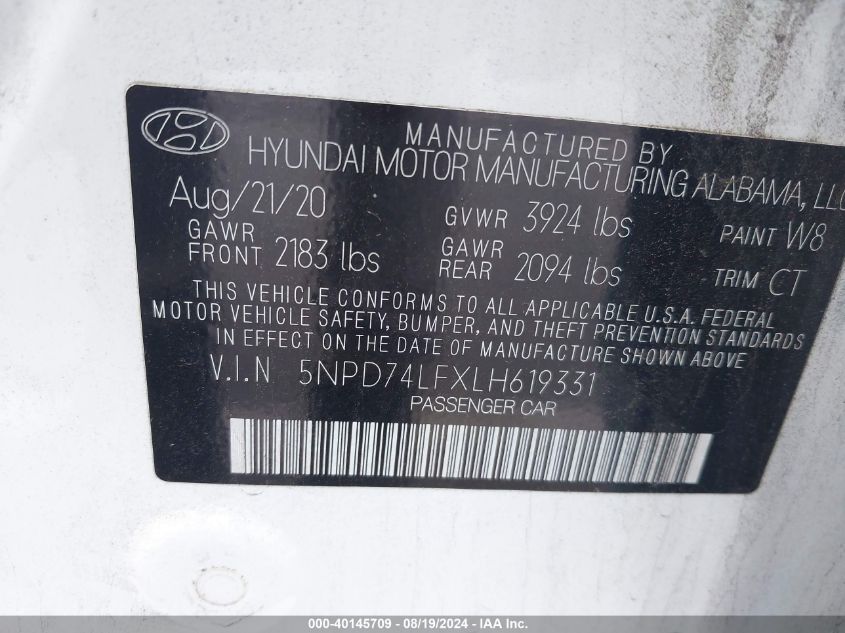 MANUFACTURED BY
HYUNDAI MOTOR MANUFACTURING ALABAMA, LLC
Aug/21/20
GVWR 3924 lbs
PAINT W8
GAWR
FRONT 2183 lbs
GAWR
REAR 2094 lbs
TRIM CT
THIS VEHICLE CONFORMS TO ALL APPLICABLE U.S.A. FEDERAL
MOTOR VEHICLE SAFETY, BUMPER, AND THEFT PREVENTION STANDARDS
IN EFFECT ON THE DATE OF MANUFACTURE SHOWN ABOVE
V.I.N 5NPD74LFXLH619331
PASSENGER CAR
000-40145709 - 08/19/2024 - IAA Inc.